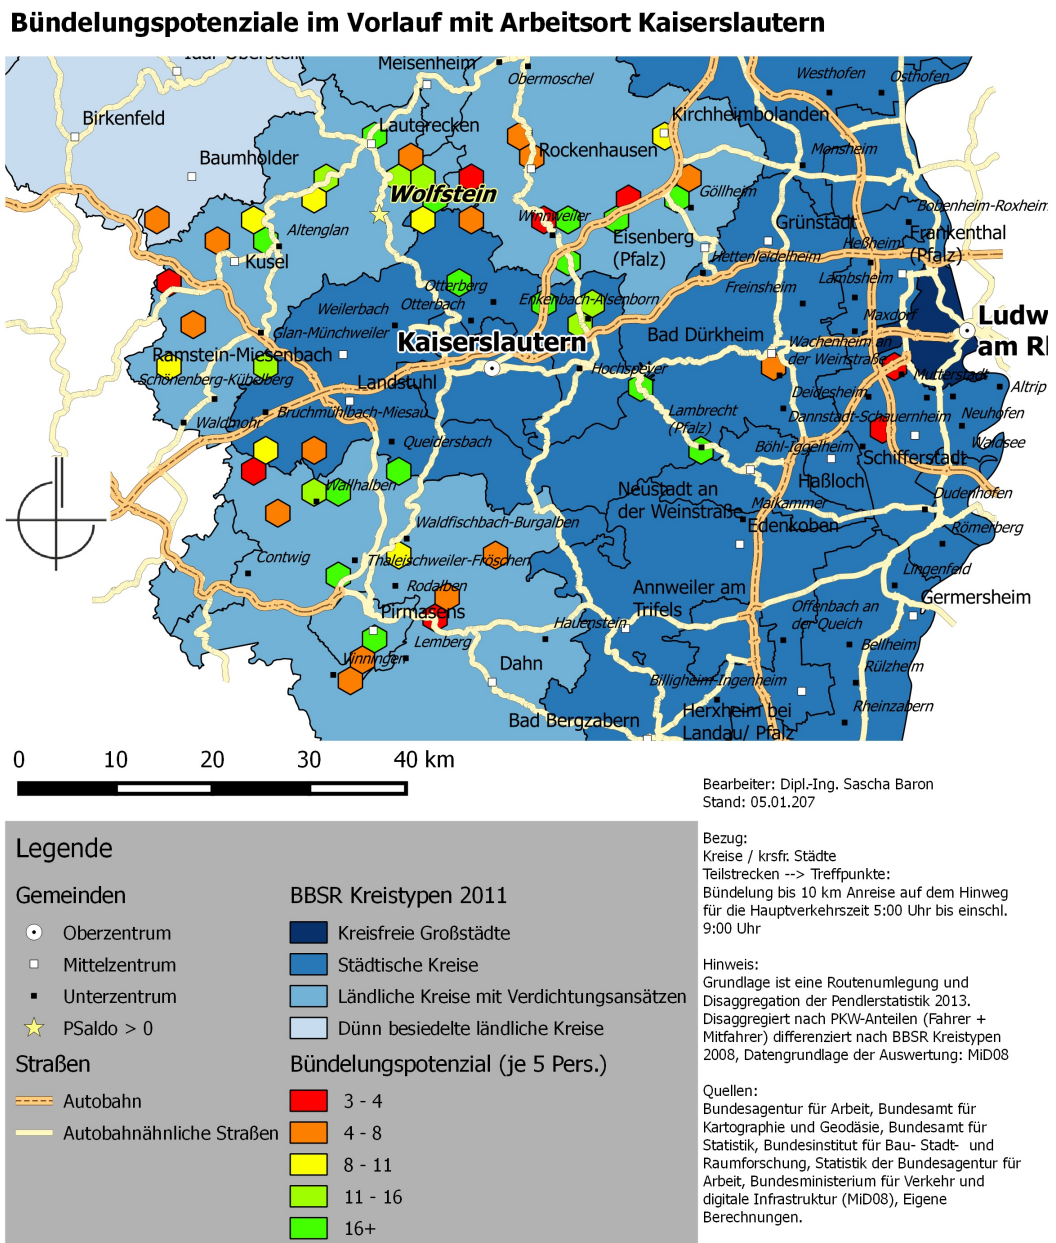 Bündelungspotenziale im Vorlauf mit Arbeitsort Kaiserslautern
Meisenheim
Obermoschel
Westhofen
Osthofen
Birkenfeld
Lauterecken
Kirchheimbolanden
Baumholder
Rockenhausen
Monsheim
Wolfstein
Göllheim
Altenglan
Winnweiler
Eisenberg
(Pfalz)
Grünstadt
Bobenheim-Roxheim
Frankenthal
(Pfalz)
Heßheim
Kusel
Hettenleidelheim
Lambsheim
Otterberg
Freinsheim
Weilerbach
Otterbach
Enkenbach-Alsenborn
Maxdorf
Ludw
am Rh
Glan-Münchweiler
Kaiserslautern
Bad Dürkheim
Wachenheim an
der Weinstraße
Ramstein-Miesenbach
Hochspeyer
Mutterstadt
Schönenberg-Kübelberg
Landstuhl
Deidesheim
Altrip
Waldmohr
Bruchmühlbach-Miesau
Lambrecht
(Pfalz)
Dannstadt-Schauernheim
Neuhofen
Queidersbach
Böhl-Iggelheim
Waldsee
Schifferstadt
Haßloch
Wallhalben
Neustadt an
der Weinstraße
Maikammer
Dudenhofen
Waldfischbach-Burgalben
Edenkoben
Römerberg
Contwig
Thaleischweiler-Fröschen
Lingenfeld
Rodalben
Annweiler am
Trifels
Germersheim
Pirmasens
Offenbach an
der Queich
Lemberg
Hauenstein
Bellheim
Vinningen
Dahn
Rülzheim
Billigheim-Ingenheim
Bad Bergzabern
Herxheim bei
Landau/ Pfalz
Rheinzabern
0 10 20 30 40 km
Bearbeiter: Dipl.-Ing. Sascha Baron
Stand: 05.01.207
Bezug:
Kreise / krsfr. Städte
Teilstrecken --> Treffpunkte:
Bündelung bis 10 km Anreise auf dem Hinweg
für die Hauptverkehrszeit 5:00 Uhr bis einschl.
9:00 Uhr
Hinweis:
Grundlage ist eine Routenumlegung und
Disaggregation der Pendlerstatistik 2013.
Disaggregiert nach PKW-Anteilen (Fahrer +
Mitfahrer) differenziert nach BBSR Kreistypen
2008, Datengrundlage der Auswertung: MiD08
Quellen:
Bundesagentur für Arbeit, Bundesamt für
Kartographie und Geodäsie, Bundesamt für
Statistik, Bundesinstitut für Bau- Stadt- und
Raumforschung, Statistik der Bundesagentur für
Arbeit, Bundesministerium für Verkehr und
digitale Infrastruktur (MiD08), Eigene
Berechnungen.
Legende
Gemeinden
Oberzentrum
Mittelzentrum
Unterzentrum
PSaldo > 0
Straßen
Autobahn
Autobahnähnliche Straßen
BBSR Kreistypen 2011
Kreisfreie Großstädte
Städtische Kreise
Ländliche Kreise mit Verdichtungsansätzen
Dünn besiedelte ländliche Kreise
Bündelungspotenzial (je 5 Pers.)
3 - 4
4 - 8
8 - 11
11 - 16
16+